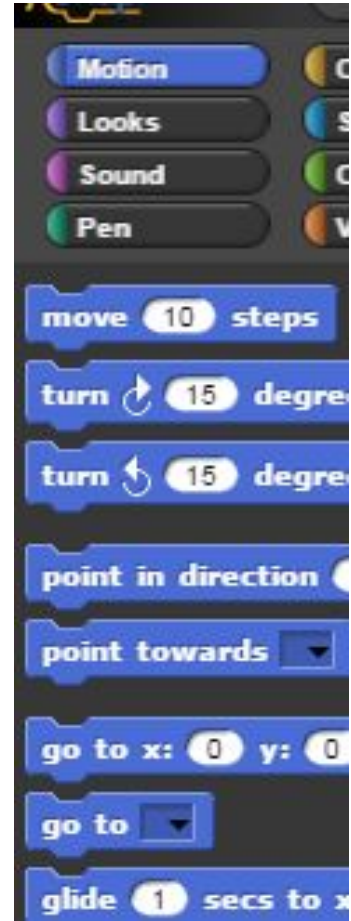 Motion
Looks
Sound
Pen
move 10 steps
turn 15
turn 15
point in direction
point towards
go to x: 0 y: 0
go to
glide 1 secs to x